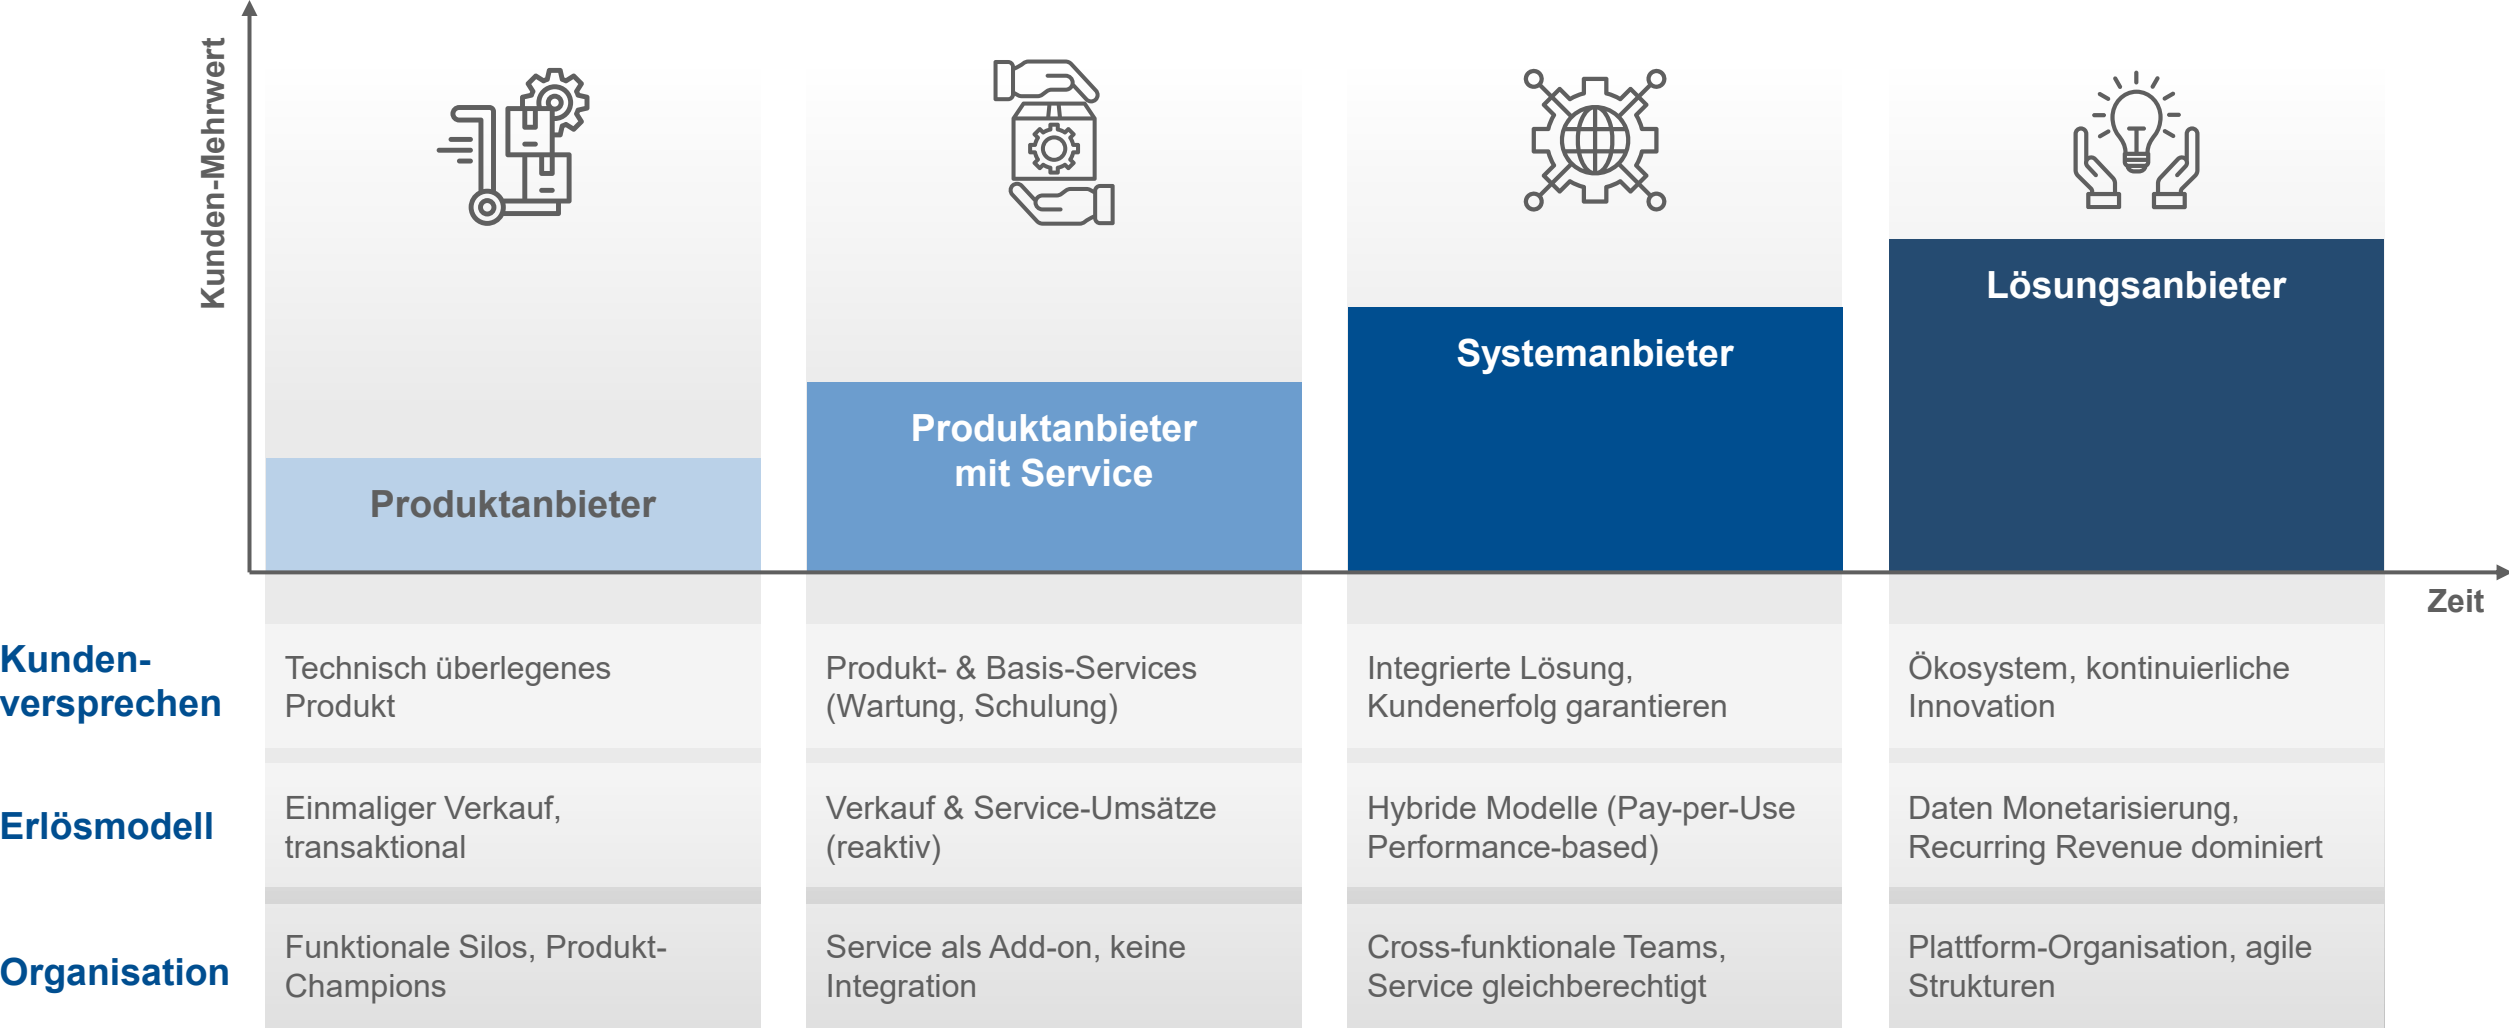 Kunden-Mehrwert
Produktanbieter
Produktanbieter
mit Service
Systemanbieter
Lösungsanbieter
Zeit
Kunden-
versprechen
Technisch überlegenes
Produkt
Produkt- & Basis-Services
(Wartung, Schulung)
Integrierte Lösung,
Kundenerfolg garantieren
Ökosystem, kontinuierliche
Innovation
Erlösmodell
Einmaliger Verkauf,
transaktional
Verkauf & Service-Umsätze
(reaktiv)
Hybride Modelle (Pay-per-Use
Performance-based)
Daten Monetarisierung,
Recurring Revenue dominiert
Organisation
Funktionale Silos, Produkt-
Champions
Service als Add-on, keine
Integration
Cross-funktionale Teams,
Service gleichberechtigt
Plattform-Organisation, agile
Strukturen